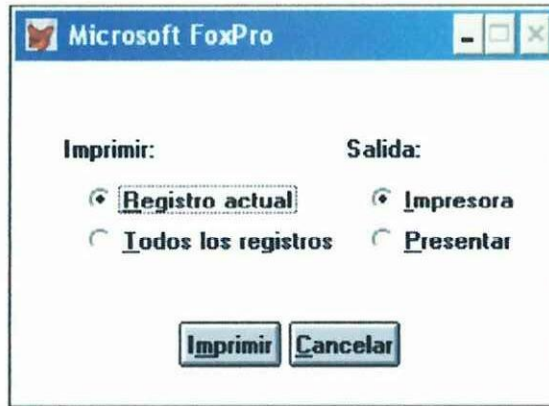 Microsoft FoxPro
Imprimir: Salida:
Registro actual Impresora
Todos los registros Presentar
Imprimir Cancelar